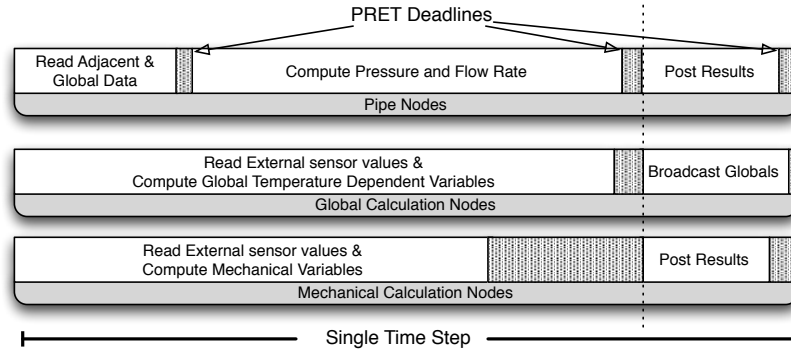 PRET Deadlines
Read Adjacent &
Global Data
Compute Pressure and Flow Rate
Post Results
Pipe Nodes
Read External sensor values &
Compute Global Temperature Dependent Variables
Broadcast Globals
Global Calculation Nodes
Read External sensor values &
Compute Mechanical Variables
Post Results
Mechanical Calculation Nodes
Single Time Step